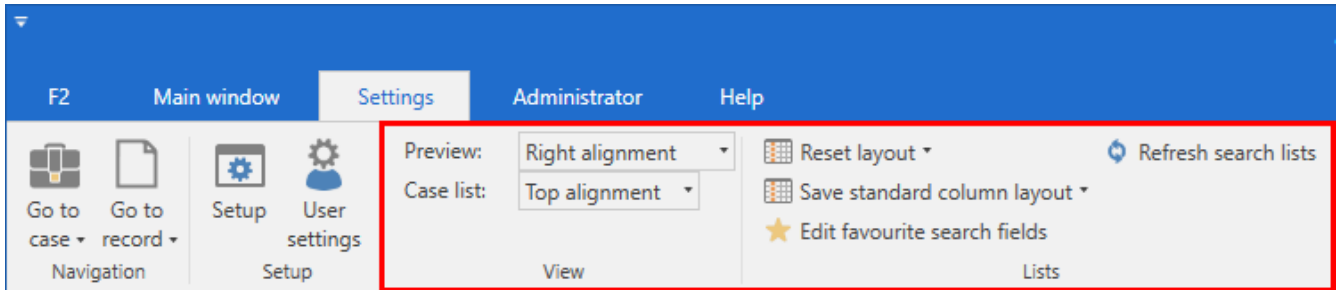 F2 Main window Settings Administrator Help
Go to case
Go to record
Navigation
Setup
User settings
Setup
Preview: Right alignment
Case list: Top alignment
View
Reset layout
Save standard column layout
Edit favourite search fields
Refresh search lists
Lists